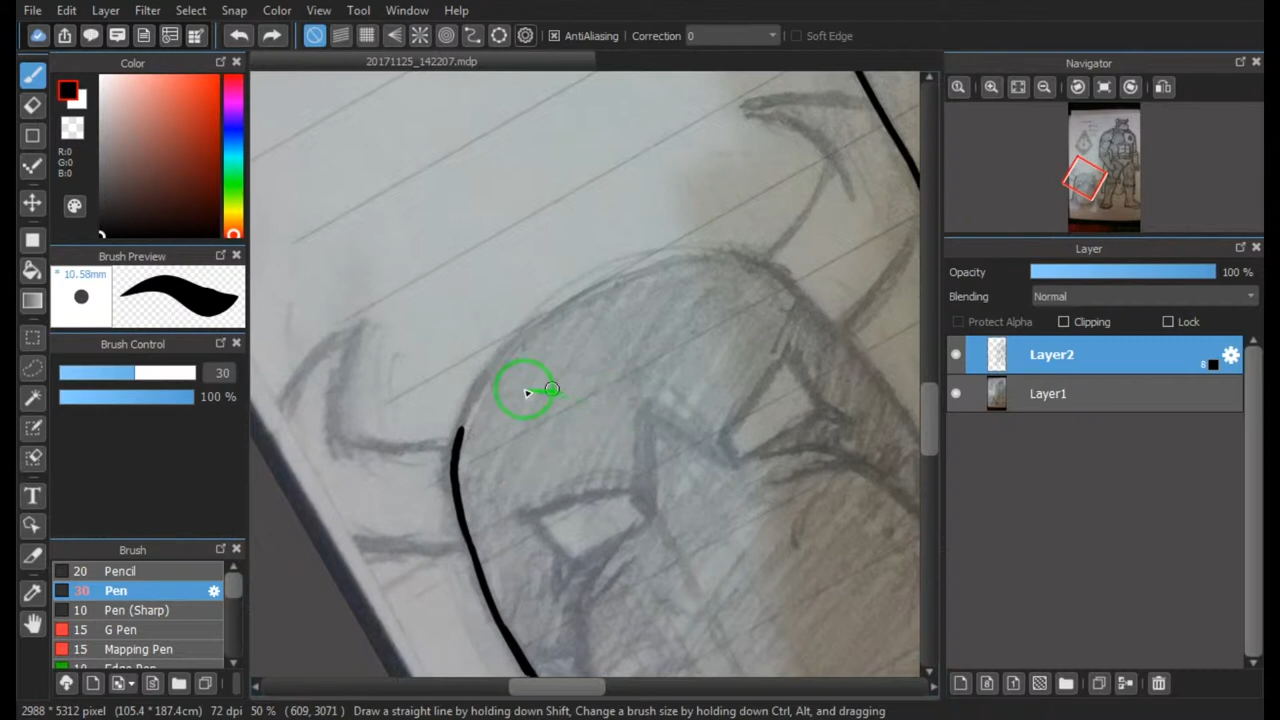 File Edit Layer Filter Select Snap Color View Tool Window Help
AntiAliasing Correction 0 Soft Edge
Color
20171125_142207.mdp
Navigator
R:0
G:0
B:0
Brush Preview
* 10.58mm
Layer
Opacity 100 %
Blending Normal
Protect Alpha Clipping Lock
Brush Control
30
100 %
Layer2
8
Layer1
T
Brush
20 Pencil
30 Pen
10 Pen (Sharp)
15 G Pen
15 Mapping Pen
10 Edge Pen
2988 * 5312 pixel (105.4 * 187.4cm) 72 dpi 50 % (609, 3071) Draw a straight line by holding down Shift, Change a brush size by holding down Ctrl, Alt, and dragging